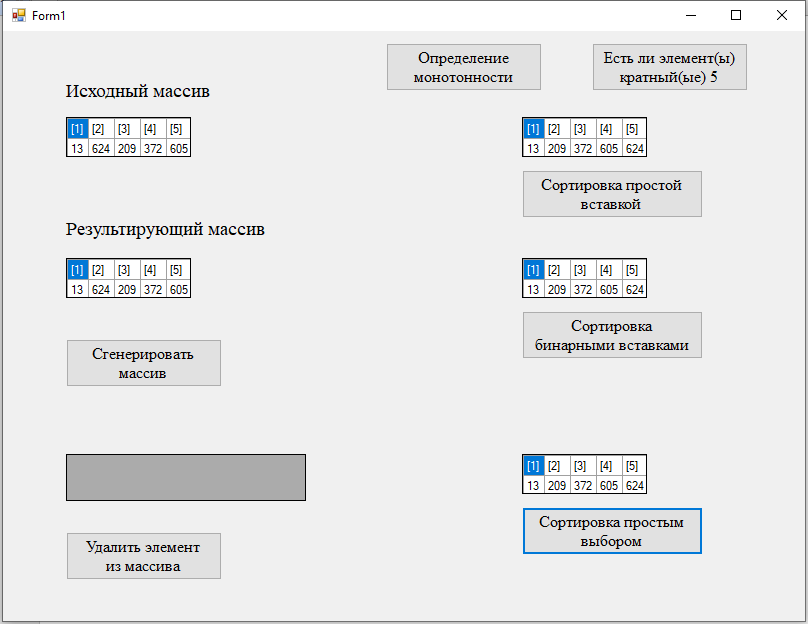 Form1
Определение
монотонности
Есть ли элемент(ы)
кратный(ые) 5
Исходный массив
[1] [2] [3] [4] [5]
13 624 209 372 605
[1] [2] [3] [4] [5]
13 209 372 605 624
Сортировка простой
вставкой
Результирующий массив
[1] [2] [3] [4] [5]
13 624 209 372 605
[1] [2] [3] [4] [5]
13 209 372 605 624
Сортировка
бинарными вставками
Сгенерировать
массив
[1] [2] [3] [4] [5]
13 209 372 605 624
Сортировка простым
выбором
Удалить элемент
из массива